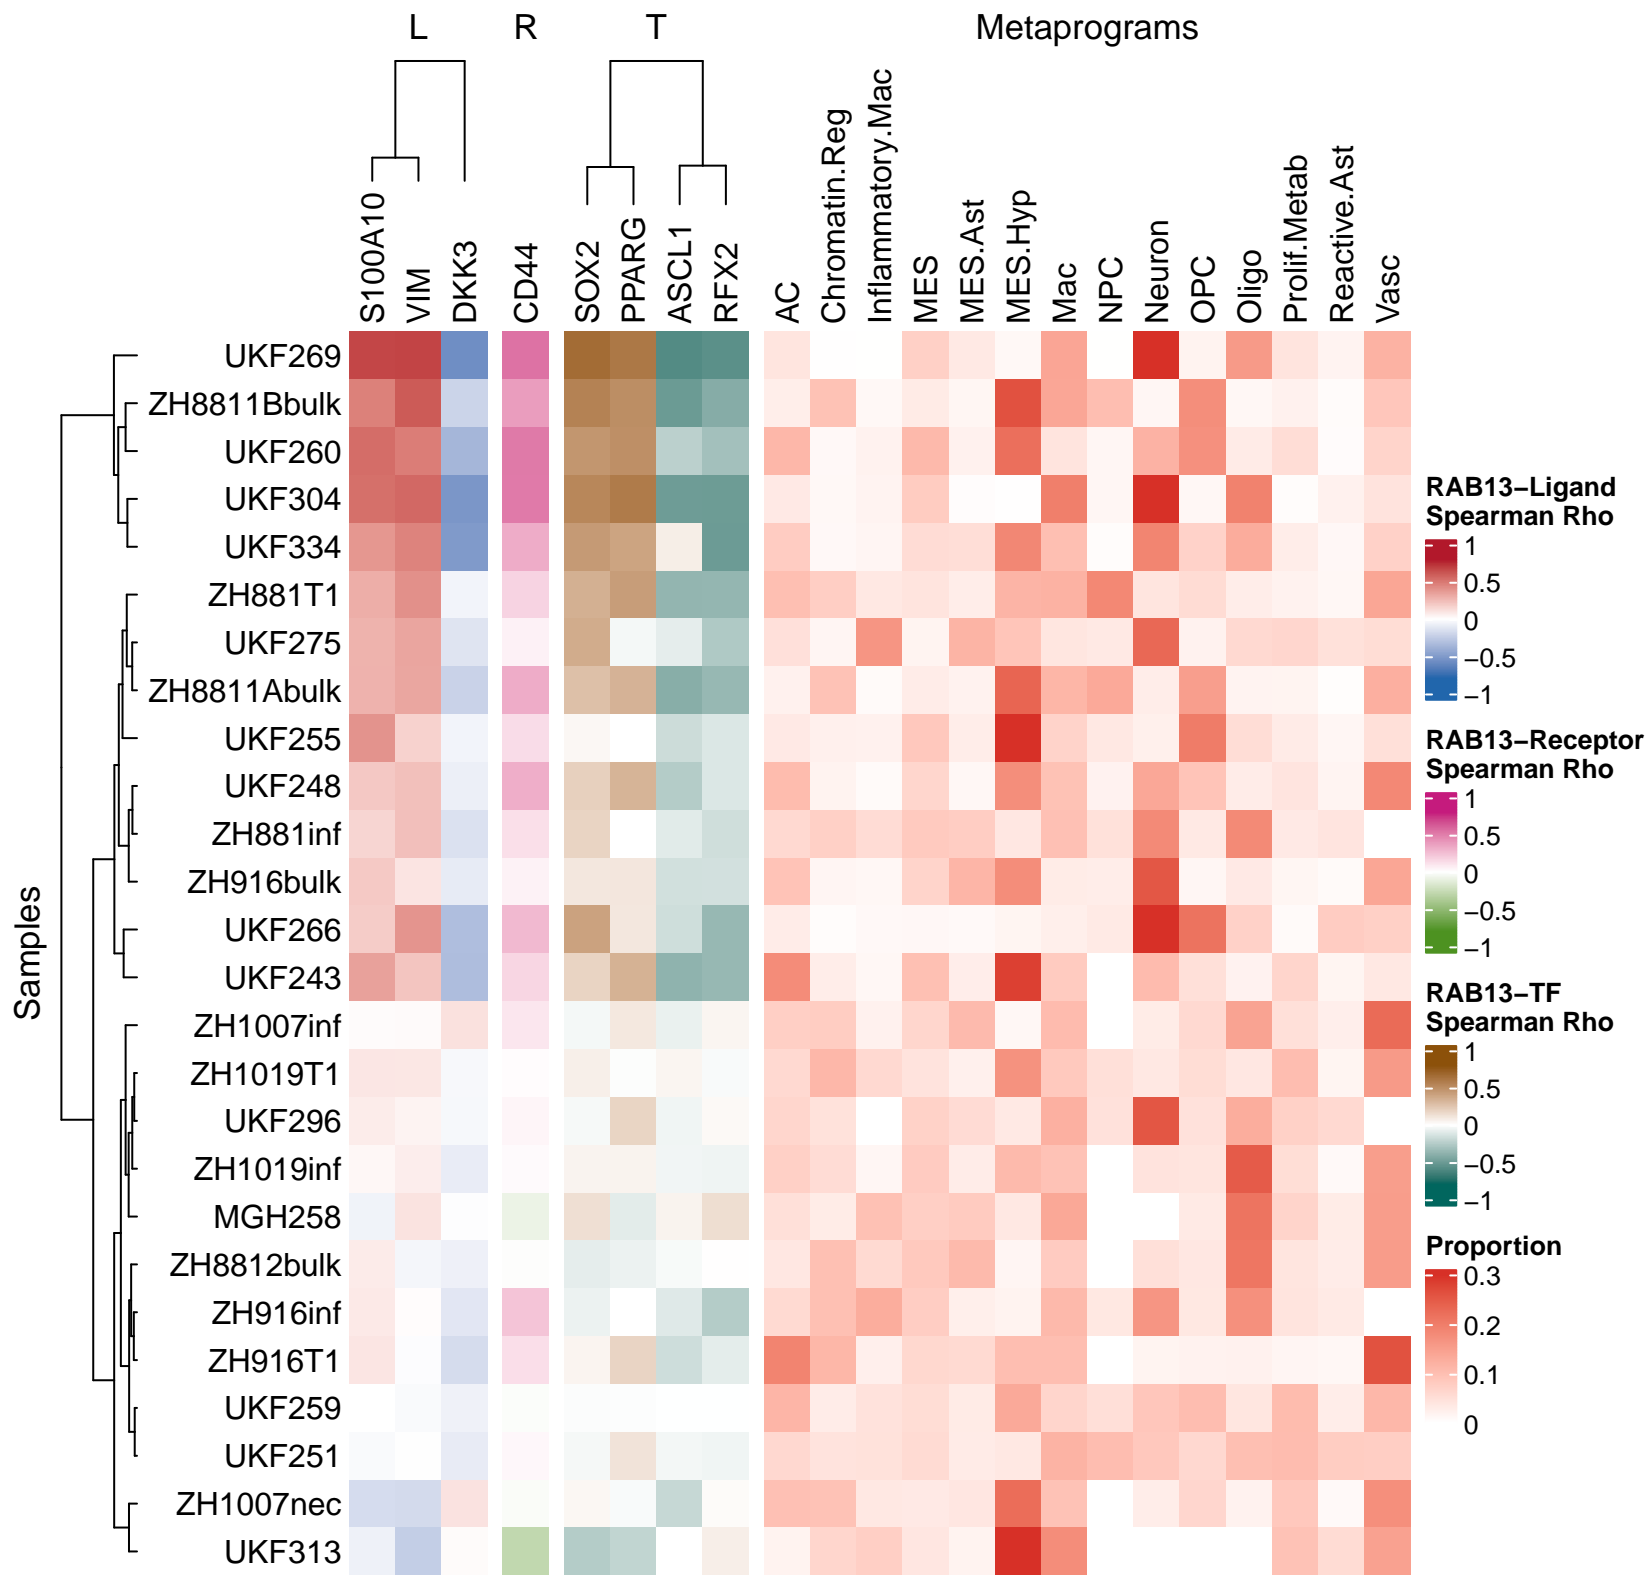 L R T Metaprograms
S100A10 VIM DKK3 CD44 SOX2 PPARG ASCL1 RFX2 AC Chromatin.Reg Inflammatory.Mac MES MES.Ast MES.Hyp Mac NPC Neuron OPC Oligo Prolif.Metab Reactive.Ast Vasc
Samples
UKF269
ZH8811Bbulk
UKF260
UKF304
UKF334
ZH881T1
UKF275
ZH8811Abulk
UKF255
UKF248
ZH881inf
ZH916bulk
UKF266
UKF243
ZH1007inf
ZH1019T1
UKF296
ZH1019inf
MGH258
ZH8812bulk
ZH916inf
ZH916T1
UKF259
UKF251
ZH1007nec
UKF313
RAB13−Ligand
Spearman Rho
1
0.5
0
−0.5
−1
RAB13−Receptor
Spearman Rho
1
0.5
0
−0.5
−1
RAB13−TF
Spearman Rho
1
0.5
0
−0.5
−1
Proportion
0.3
0.2
0.1
0